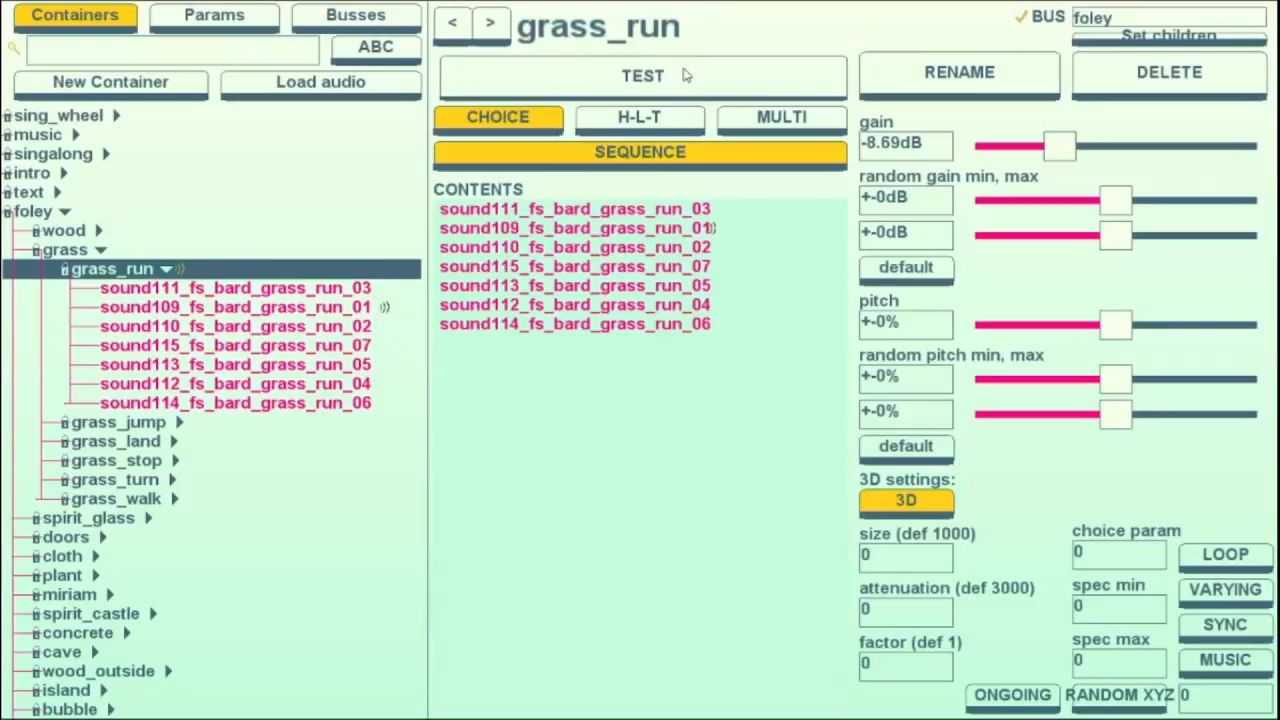 Containers
Params
Busses
ABC
New Container
Load audio
sing_wheel
music
singalong
intro
text
foley
wood
grass
grass_run
sound111_fs_bard_grass_run_03
sound109_fs_bard_grass_run_01
sound110_fs_bard_grass_run_02
sound115_fs_bard_grass_run_07
sound113_fs_bard_grass_run_05
sound112_fs_bard_grass_run_04
sound114_fs_bard_grass_run_06
grass_jump
grass_land
grass_stop
grass_turn
grass_walk
spirit_glass
doors
cloth
plant
miriam
spirit_castle
concrete
cave
wood_outside
island
bubble
< > grass_run
TEST
CHOICE
H-L-T
MULTI
SEQUENCE
CONTENTS
sound111_fs_bard_grass_run_03
sound109_fs_bard_grass_run_01
sound110_fs_bard_grass_run_02
sound115_fs_bard_grass_run_07
sound113_fs_bard_grass_run_05
sound112_fs_bard_grass_run_04
sound114_fs_bard_grass_run_06
BUS foley
Set children
RENAME
DELETE
gain
-8.69dB
random gain min, max
+-0dB
+-0dB
default
pitch
+-0%
random pitch min, max
+-0%
+-0%
default
3D settings:
3D
size (def 1000)
0
attenuation (def 3000)
0
factor (def 1)
0
choice param
0
spec min
0
spec max
0
LOOP
VARYING
SYNC
MUSIC
ONGOING
RANDOM XYZ
0